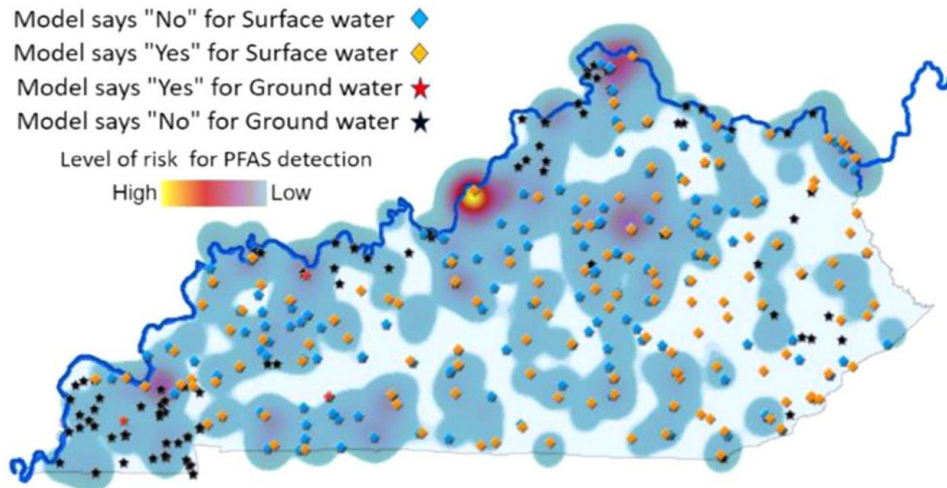 Model says "No" for Surface water
Model says "Yes" for Surface water
Model says "Yes" for Ground water
Model says "No" for Ground water
Level of risk for PFAS detection
High Low